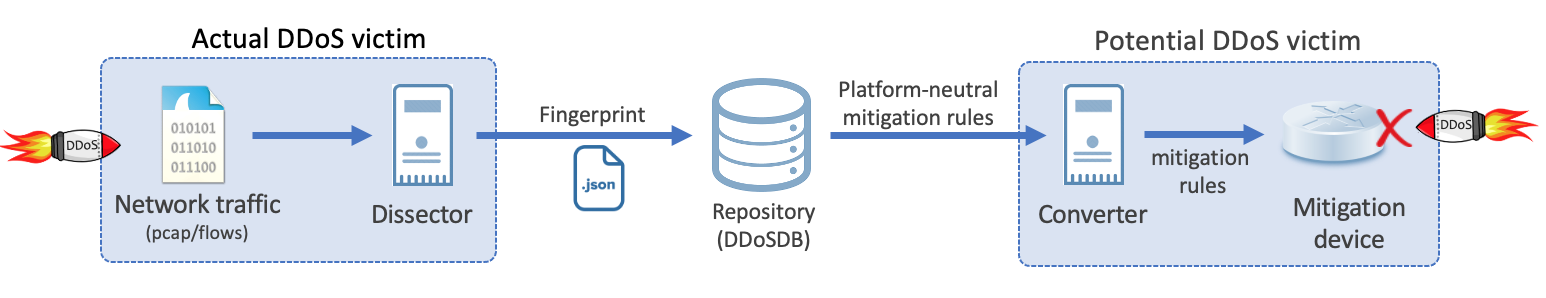 Actual DDoS victim
DDoS
010101
011010
011100
Network traffic
(pcap/flows)
Dissector
Fingerprint
.json
Repository
(DDoSDB)
Platform-neutral
mitigation rules
Potential DDoS victim
Converter
mitigation
rules
Mitigation
device
DDoS